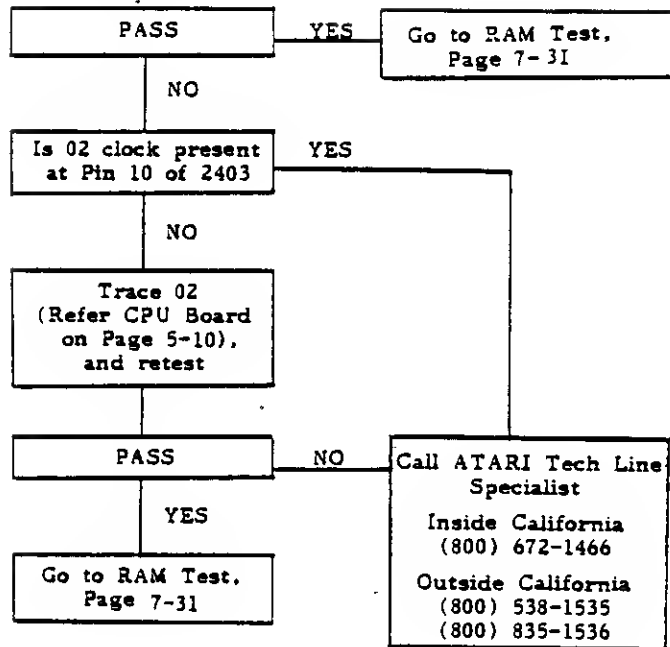 PASS
YES
Go to RAM Test,
Page 7-31
NO
Is 02 clock present
at Pin 10 of 2403
YES
NO
Trace 02
(Refer CPU Board
on Page 5-10),
and retest
PASS
NO
Call ATARI Tech Line
Specialist
Inside California
(800) 672-1466
Outside California
(800) 538-1535
(800) 835-1536
YES
Go to RAM Test,
Page 7-31